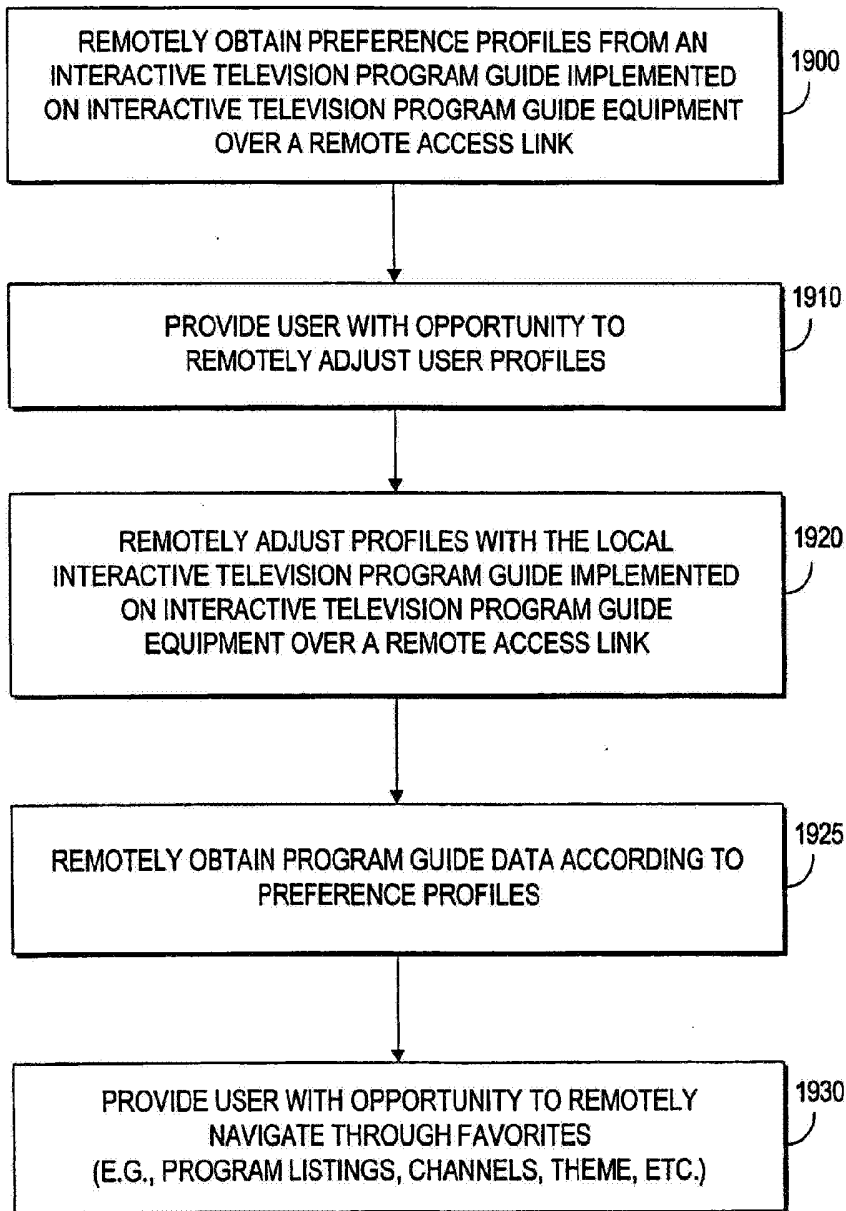 REMOTELY OBTAIN PREFERENCE PROFILES FROM AN
INTERACTIVE TELEVISION PROGRAM GUIDE IMPLEMENTED
ON INTERACTIVE TELEVISION PROGRAM GUIDE EQUIPMENT
OVER A REMOTE ACCESS LINK
1900
PROVIDE USER WITH OPPORTUNITY TO
REMOTELY ADJUST USER PROFILES
1910
REMOTELY ADJUST PROFILES WITH THE LOCAL
INTERACTIVE TELEVISION PROGRAM GUIDE IMPLEMENTED
ON INTERACTIVE TELEVISION PROGRAM GUIDE
EQUIPMENT OVER A REMOTE ACCESS LINK
1920
REMOTELY OBTAIN PROGRAM GUIDE DATA ACCORDING TO
PREFERENCE PROFILES
1925
PROVIDE USER WITH OPPORTUNITY TO REMOTELY
NAVIGATE THROUGH FAVORITES
(E.G., PROGRAM LISTINGS, CHANNELS, THEME, ETC.)
1930